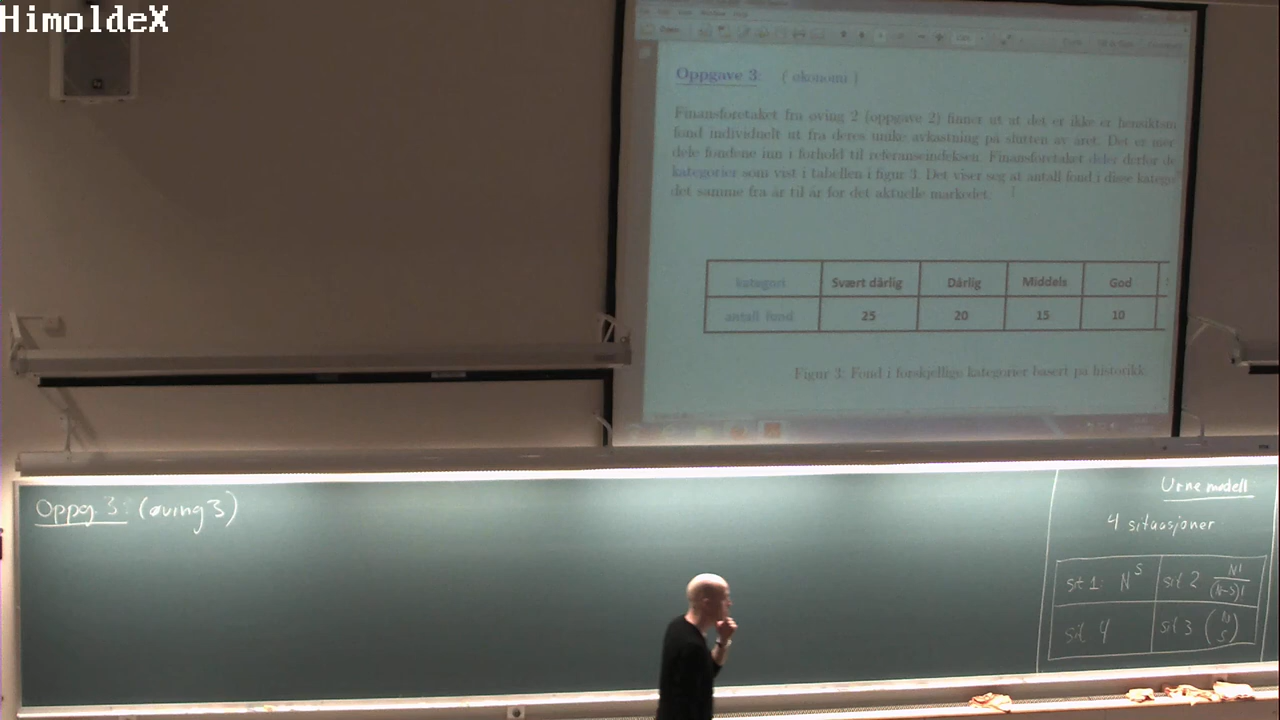 HimoldeX
Oppgave 3: ( økonomi )
Finansforetaket fra øving 2 (oppgave 2) finner ut at det er ikke er hensiktsm
fond individuelt ut fra deres unike avkastning på slutten av året. Det er mer
dele fondene inn i forhold til referanseindeksen. Finansforetaket deler derfor de
kategorier som vist i tabellen i figur 3. Det viser seg at antall fond i disse katego
det samme fra år til år for det aktuelle markedet.
kategori Svært dårlig Dårlig Middels God
antall fond 25 20 15 10
Figur 3: Fond i forskjellige kategorier basert på historikk.
Oppg 3: (øving 3)
Urne modell
4 situasjoner
sit 1: N^S sit 2 N!/(N-S)!
sit 4 sit 3 (N S)